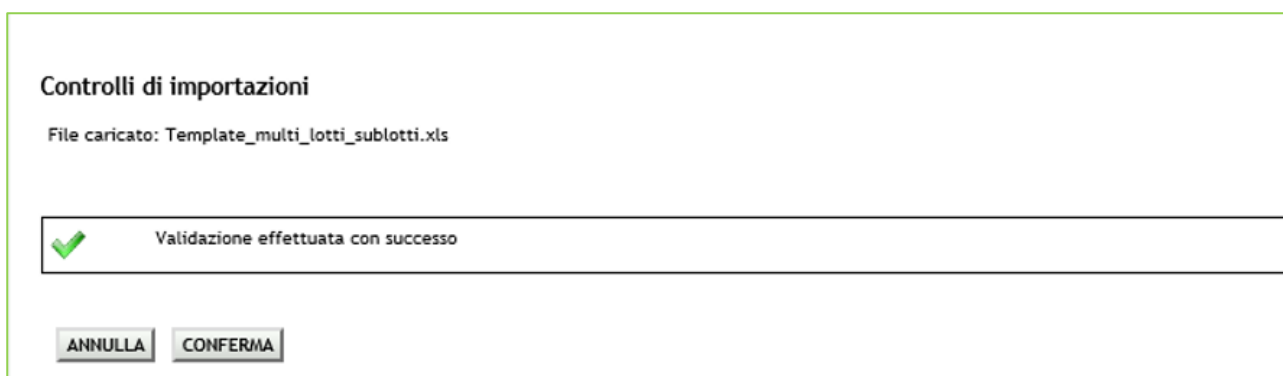 Controlli di importazioni
File caricato: Template_multi_lotti_sublotti.xls
Validazione effettuata con successo
ANNULLA CONFERMA